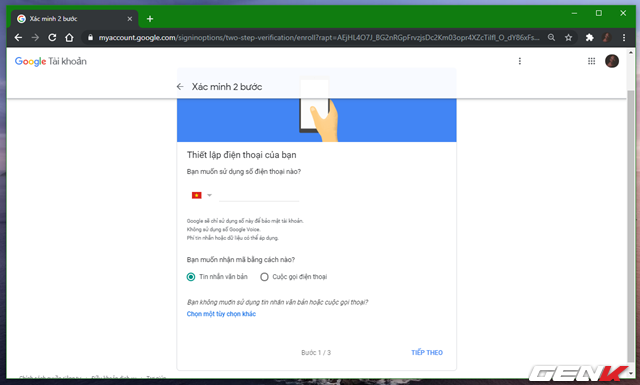 Xác minh 2 bước
myaccount.google.com/signinoptions/two-step-verification/enroll?rapt=
Google Tài khoản
Xác minh 2 bước
Thiết lập điện thoại của bạn
Bạn muốn sử dụng số điện thoại nào?
Google sẽ chỉ sử dụng số này để bảo mật tài khoản.
Không sử dụng số Google Voice.
Phí tin nhắn hoặc dữ liệu có thể áp dụng.
Bạn muốn nhận mã bằng cách nào?
Tin nhắn văn bản Cuộc gọi điện thoại
Bạn không muốn sử dụng tin nhắn văn bản hoặc cuộc gọi thoại?
Chọn một tùy chọn khác
Bước 1 / 3 TIẾP THEO
GENK